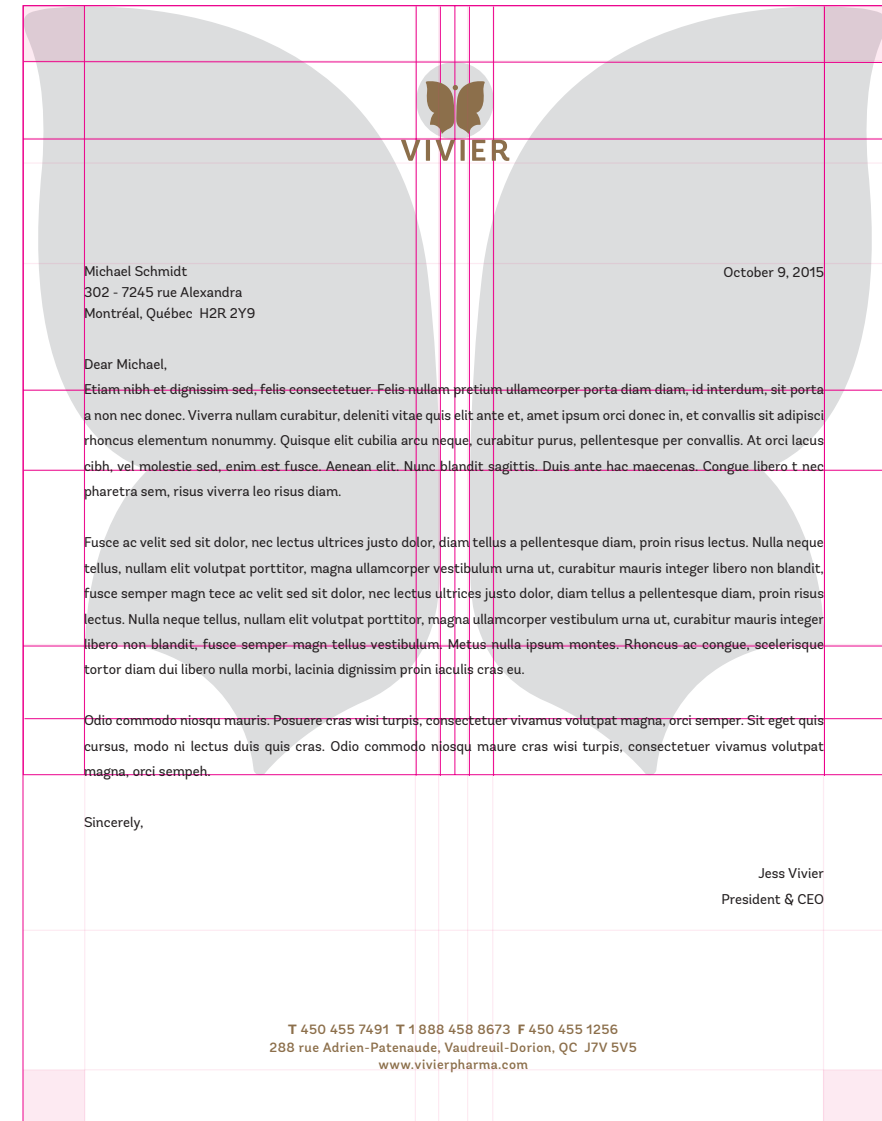 VIVIER
Michael Schmidt
October 9, 2015
302 - 7245 rue Alexandra
Montréal, Québec  H2R 2Y9
Dear Michael,
Etiam nibh et dignissim sed, felis consectetuer. Felis nullam pretium ullamcorper porta diam diam, id interdum, sit porta
a non nec donec. Viverra nullam curabitur, deleniti vitae quis elit ante et, amet ipsum orci donec in, et convallis sit adipisci
rhoncus elementum nonummy. Quisque elit cubilia arcu neque, curabitur purus, pellentesque per convallis. At orci lacus
cibh, vel molestie sed, enim est fusce. Aenean elit. Nunc blandit sagittis. Duis ante hac maecenas. Congue libero t nec
pharetra sem, risus viverra leo risus diam.
Fusce ac velit sed sit dolor, nec lectus ultrices justo dolor, diam tellus a pellentesque diam, proin risus lectus. Nulla neque
tellus, nullam elit volutpat porttitor, magna ullamcorper vestibulum urna ut, curabitur mauris integer libero non blandit,
fusce semper magn tece ac velit sed sit dolor, nec lectus ultrices justo dolor, diam tellus a pellentesque diam, proin risus
lectus. Nulla neque tellus, nullam elit volutpat porttitor, magna ullamcorper vestibulum urna ut, curabitur mauris integer
libero non blandit, fusce semper magn tellus vestibulum. Metus nulla ipsum montes. Rhoncus ac congue, scelerisque
tortor diam dui libero nulla morbi, lacinia dignissim proin iaculis cras eu.
Odio commodo niosqu mauris. Posuere cras wisi turpis, consectetuer vivamus volutpat magna, orci semper. Sit eget quis
cursus, modo ni lectus duis quis cras. Odio commodo niosqu maure cras wisi turpis, consectetuer vivamus volutpat
magna, orci sempeh.
Sincerely,
Jess Vivier
President & CEO
T 450 455 7491  T 1 888 458 8673  F 450 455 1256
288 rue Adrien-Patenaude, Vaudreuil-Dorion, QC  J7V 5V5
www.vivierpharma.com